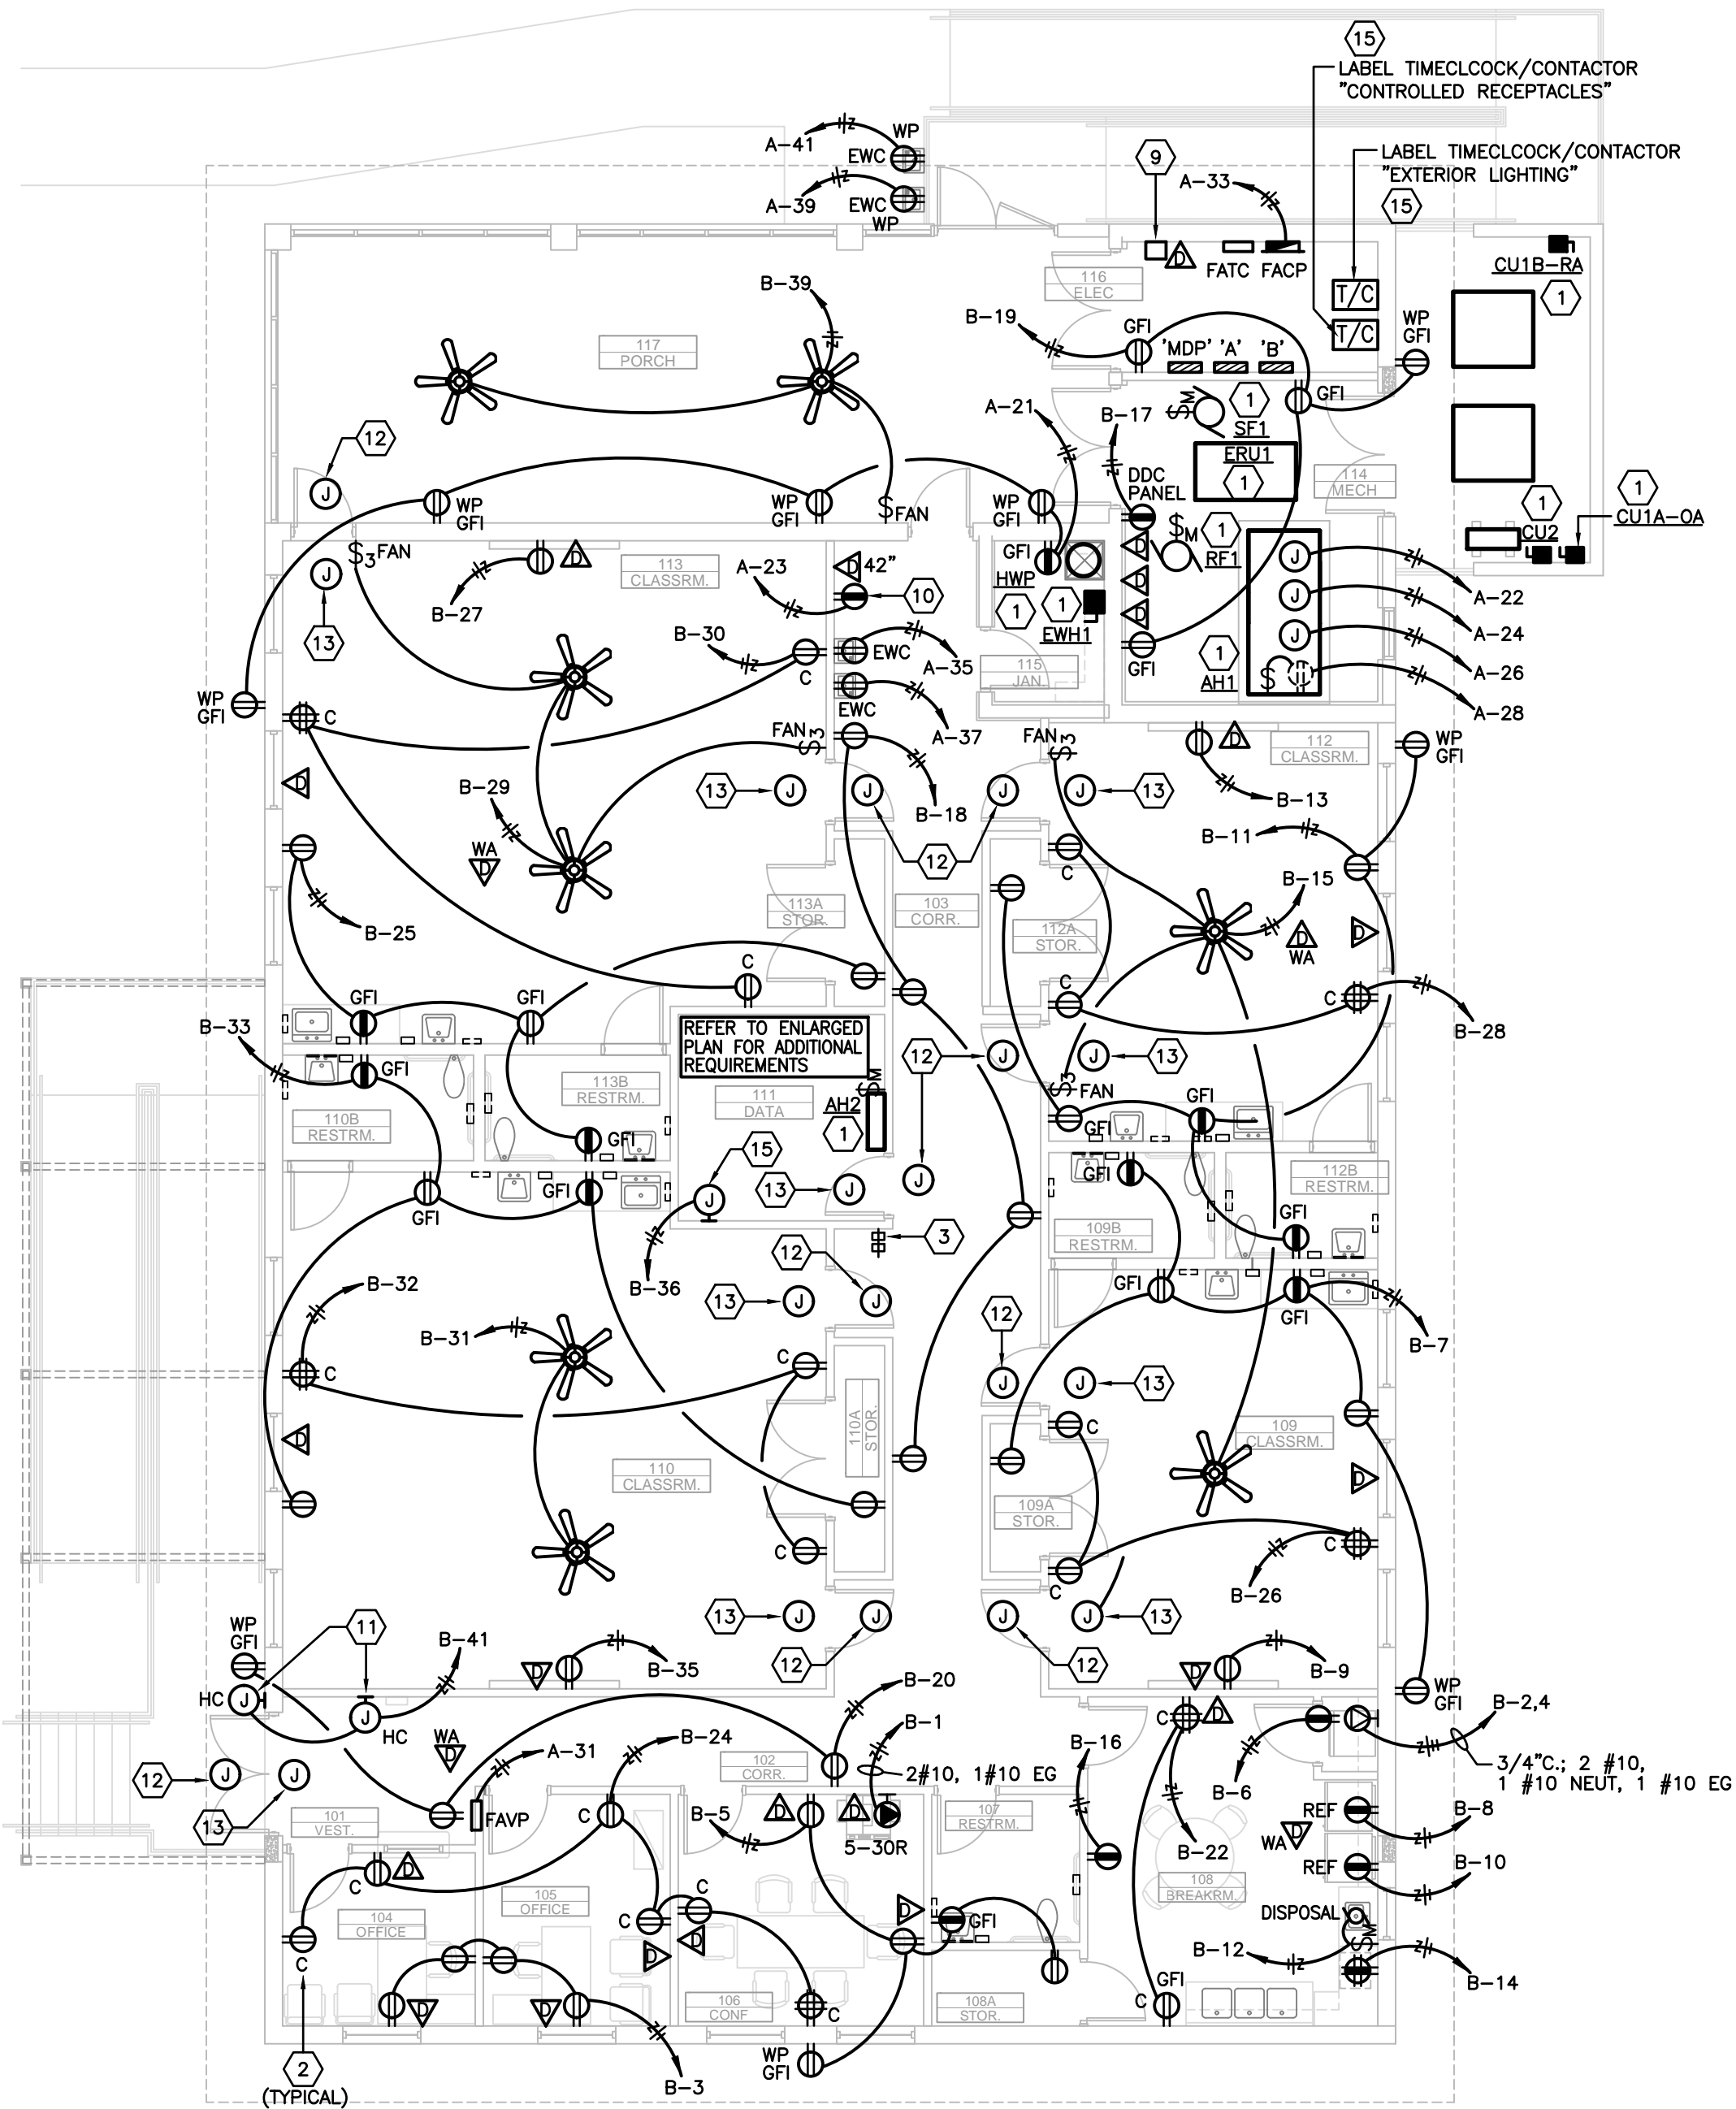 15
LABEL TIMECLCOCK/CONTACTOR
"CONTROLLED RECEPTACLES"
A-41
WP
EWC
9
LABEL TIMECLCOCK/CONTACTOR
"EXTERIOR LIGHTING"
A-39
EWC
WP
A-33
15
D
FATC FACP
CU1B-RA
1
116
ELEC
B-39
T/C
T/C
B-19
GFI
WP
GFI
117
PORCH
'MDP' 'A' 'B'
GFI
A-21
B-17
$M
1
SF1
12
ERU1
1
J
DDC
PANEL
114
MECH
1
CU1A-OA
WP
GFI
WP
GFI
$FAN
WP
GFI
1
CU2
$3 FAN
D
113
CLASSRM.
D 42"
GFI
D
$M
1
RF1
J
A-23
HWP
J
13
B-27
10
1
1
D
D
J
J
A-22
A-24
B-30
C
EWC
A-35
EWH1
GFI
1
AH1
$
A-26
115
JAN.
WP
GFI
C
EWC
A-37
A-28
FAN
$3
FAN
$3
D
112
CLASSRM.
WP
GFI
D
13
J
J
J
J
13
B-13
B-29
B-18
B-11
WA
D
12
C
B-15
B-25
113A
STOR.
103
CORR.
112A
STOR.
D
WA
D
C
C
C
B-28
GFI
GFI
B-33
REFER TO ENLARGED
PLAN FOR ADDITIONAL
REQUIREMENTS
12
J
J
13
GFI
$M
$3 FAN
110B
RESTRM.
113B
RESTRM.
111
DATA
AH2
1
GFI
GFI
15
J
GFI
112B
RESTRM.
GFI
GFI
J
13
J
109B
RESTRM.
GFI
3
12
B-36
GFI
GFI
B-32
13
J
J
12
B-7
B-31
C
C
J
J
13
D
110A
STOR.
109
CLASSRM.
C
110
CLASSRM.
D
109A
STOR.
C
C
C
B-26
11
13
J
J
J
J
13
WP
GFI
B-41
12
12
D
B-35
D
B-9
HC
J
J
HC
B-20
WP
GFI
B-2,4
WA
D
B-1
C
D
B-24
A-31
B-16
3/4"C.; 2 #10,
1 #10 NEUT, 1 #10 EG
12
J
J
102
CORR.
2#10, 1#10 EG
B-6
13
101
VEST.
FAVP
C
B-5
D
D
5-30R
107
RESTRM.
REF
B-8
WA
D
B-22
C
D
105
OFFICE
C
REF
B-10
108
BREAKRM.
104
OFFICE
C
D
D
D
GFI
DISPOSAL
$M
C
B-12
B-14
D
D
106
CONF
C
108A
STOR.
GFI
C
2
(TYPICAL)
B-3
WP
GFI